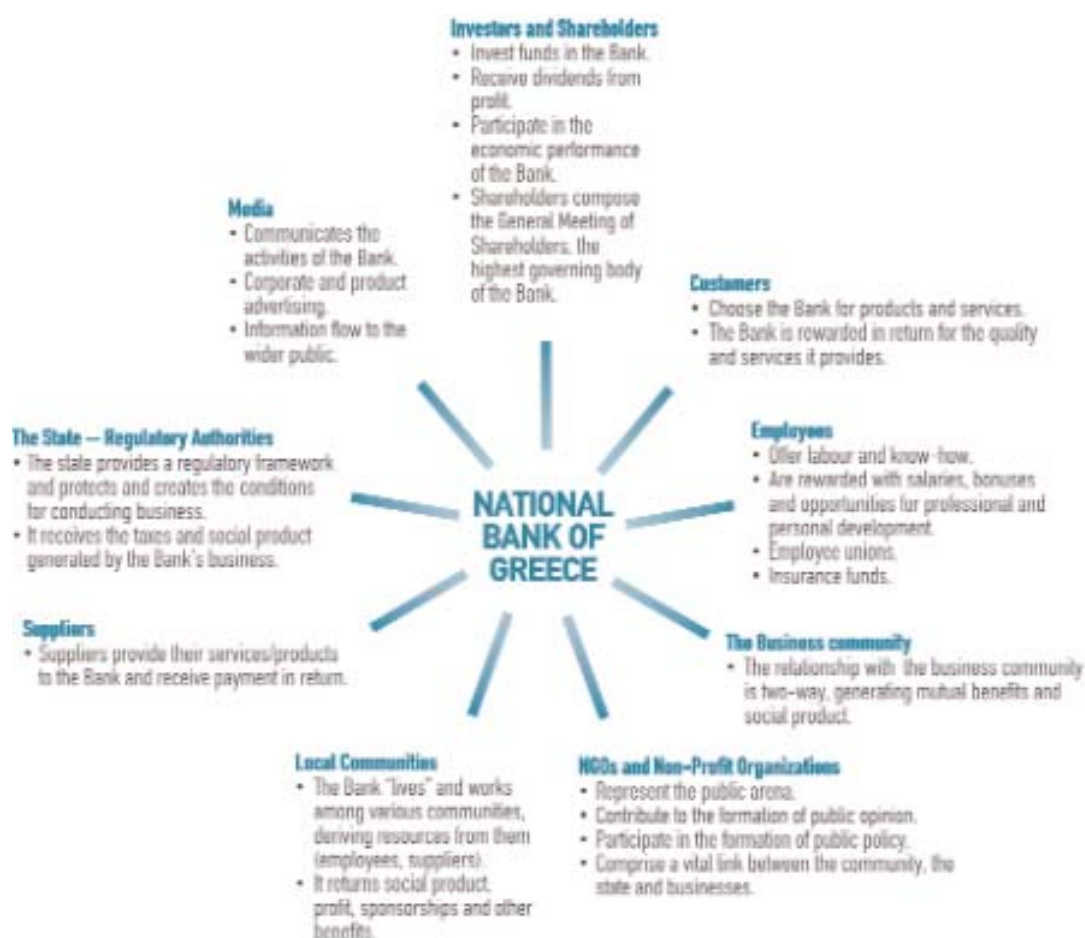 Investors and Shareholders
• Invest funds in the Bank.
• Receive dividends from
profit.
• Participate in the
economic performance
of the Bank.
• Shareholders compose
the General Meeting of
Shareholders, the
highest governing body
of the Bank.
Media
• Communicates the
activities of the Bank.
• Corporate and product
advertising.
• Information flow to the
wider public.
Customers
• Choose the Bank for products and services.
• The Bank is rewarded in return for the quality
and services it provides.
The State – Regulatory Authorities
• The state provides a regulatory framework
and protects and creates the conditions
for conducting business.
• It receives the taxes and social product
generated by the Bank's business.
Employees
• Offer labour and know-how.
• Are rewarded with salaries, bonuses
and opportunities for professional and
personal development.
• Employee unions.
• Insurance funds.
NATIONAL
BANK OF
GREECE
Suppliers
• Suppliers provide their services/products
to the Bank and receive payment in return.
The Business community
• The relationship with the business community
is two-way, generating mutual benefits and
social product.
Local Communities
• The Bank "lives" and works
among various communities,
deriving resources from them
(employees, suppliers).
• It returns social product,
profit, sponsorships and other
benefits.
NGOs and Non-Profit Organizations
• Represent the public arena.
• Contribute to the formation of public opinion.
• Participate in the formation of public policy.
• Comprise a vital link between the community, the
state and businesses.